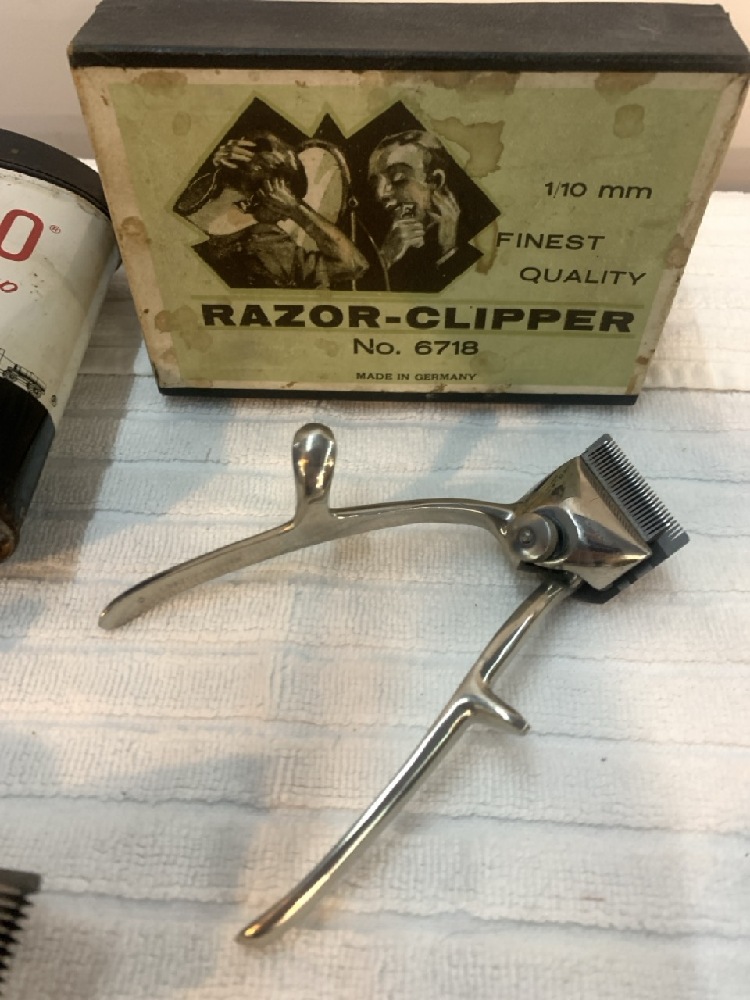 1/10 mm
FINEST
QUALITY
RAZOR-CLIPPER
No. 6718
MADE IN GERMANY
O®